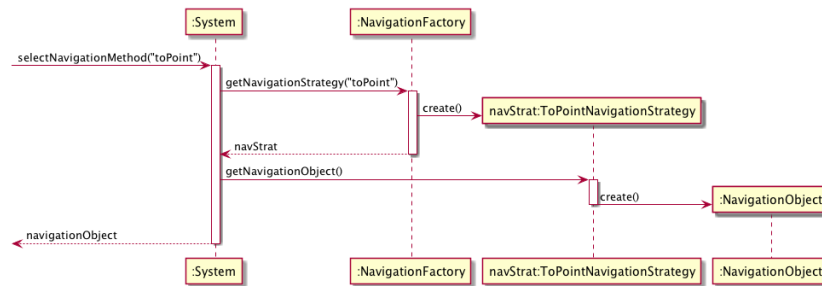 :System
:NavigationFactory
selectNavigationMethod("toPoint")
getNavigationStrategy("toPoint")
create()
navStrat:ToPointNavigationStrategy
navStrat
getNavigationObject()
create()
:NavigationObject
navigationObject
:System
:NavigationFactory
navStrat:ToPointNavigationStrategy
:NavigationObject